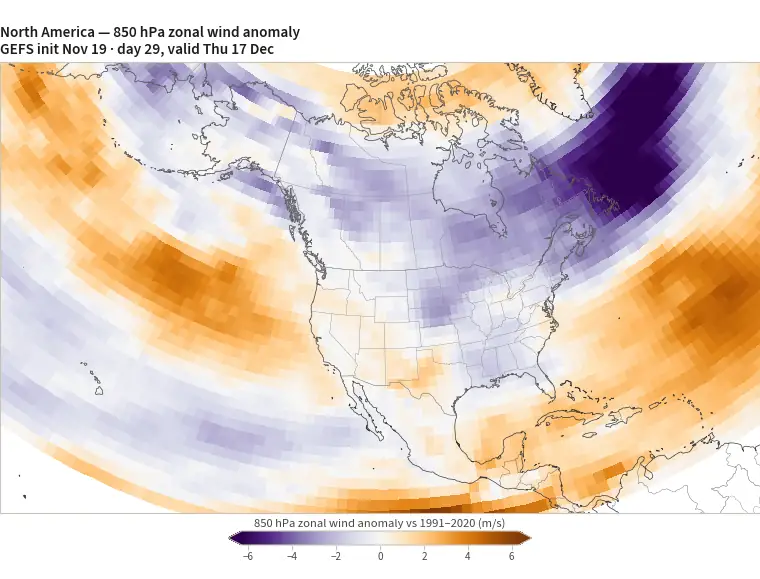 North America — 850 hPa zonal wind anomaly
GEFS init Nov 19 · day 29, valid Thu 17 Dec
850 hPa zonal wind anomaly vs 1991–2020 (m/s)
−6 −4 −2 0 2 4 6